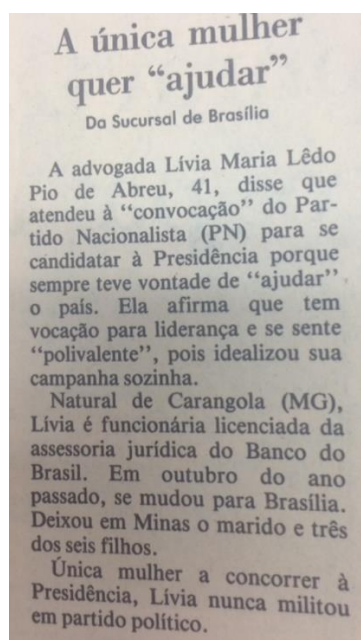 A única mulher
quer “ajudar”
Da Sucursal de Brasília
A advogada Lívia Maria Lêdo
Pio de Abreu, 41, disse que
atendeu à “convocação” do Par-
tido Nacionalista (PN) para se
candidatar à Presidência porque
sempre teve vontade de “ajudar”
o país. Ela afirma que tem
vocação para liderança e se sente
“polivalente”, pois idealizou sua
campanha sozinha.
Natural de Carangola (MG),
Lívia é funcionária licenciada da
assessoria jurídica do Banco do
Brasil. Em outubro do ano
passado, se mudou para Brasília.
Deixou em Minas o marido e três
dos seis filhos.
Única mulher a concorrer à
Presidência, Lívia nunca militou
em partido político.